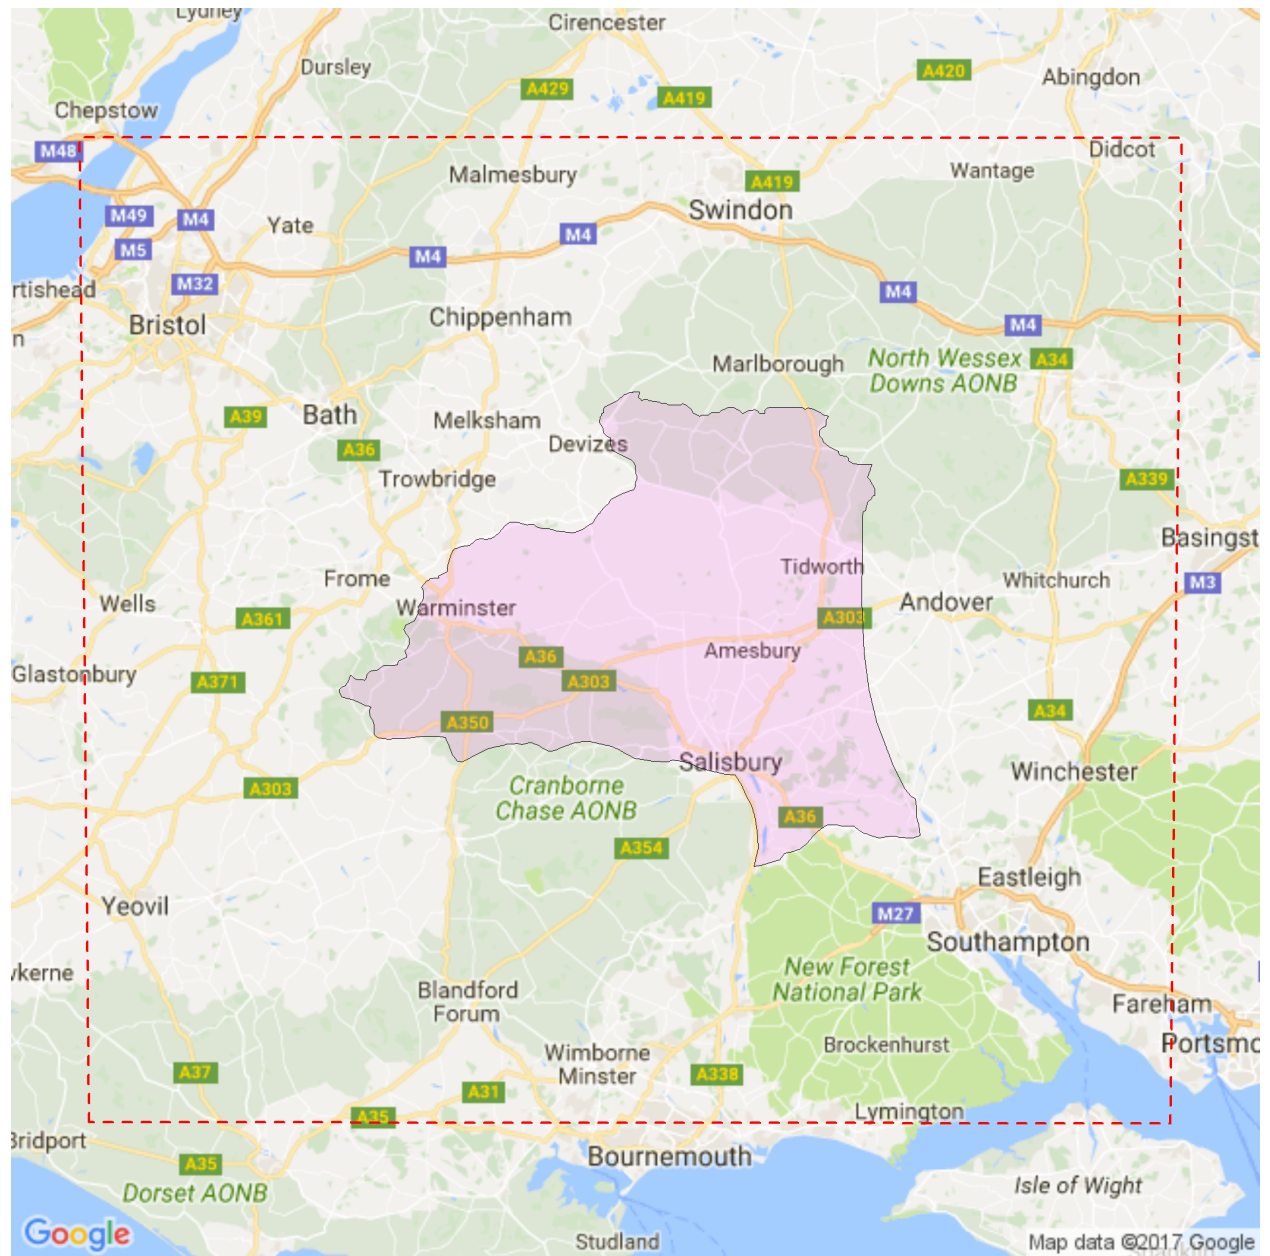 Lydney
Cirencester
Dursley
A420
Abingdon
A429
A419
Chepstow
M48
Didcot
Malmesbury
A419
Wantage
Swindon
M49
M4
Yate
M4
M5
M4
M32
rtishead
M4
Bristol
Chippenham
M4
n
Marlborough
North Wessex
Downs AONB
A34
A39
Bath
Melksham
Devizes
A36
Trowbridge
A339
Basingst
Tidworth
Frome
Whitchurch
M3
Wells
Warminster
Andover
A361
A303
A36
Amesbury
Glastonbury
A371
A303
A34
A350
Salisbury
Winchester
Cranborne
Chase AONB
A303
A36
A354
Eastleigh
Yeovil
M27
Southampton
wkerne
New Forest
National Park
Blandford
Forum
Fareham
Portsmo
Brockenhurst
Wimborne
Minster
A37
A338
A31
Lymington
A35
Bridport
Bournemouth
A35
Dorset AONB
Isle of Wight
Google
Studland
Map data ©2017 Google